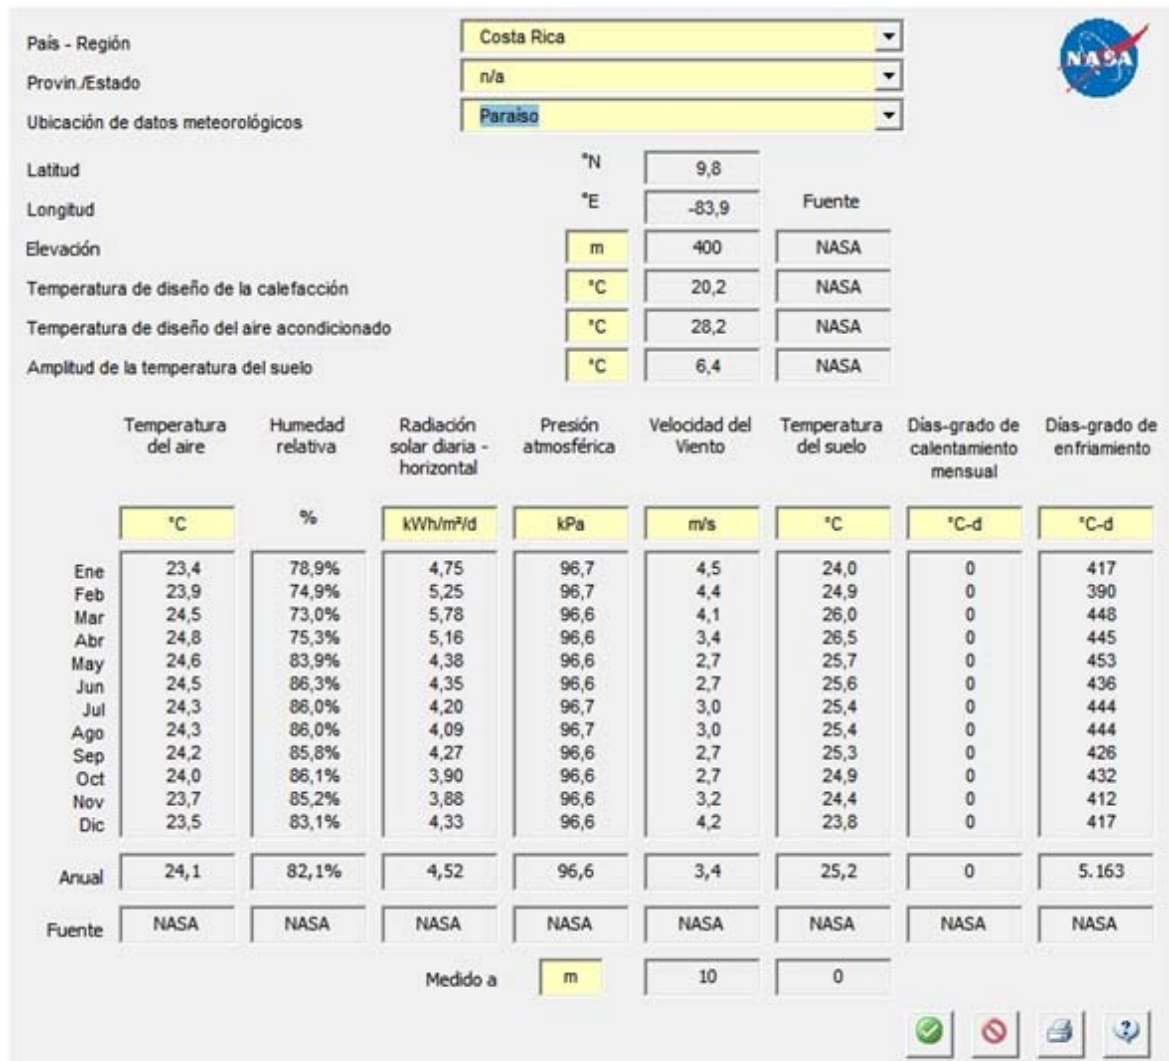 País - Región Costa Rica
NASA
Provin./Estado n/a
Ubicación de datos meteorológicos Paraíso
Latitud °N 9,8
Longitud °E -83,9 Fuente
Elevación m 400 NASA
Temperatura de diseño de la calefacción °C 20,2 NASA
Temperatura de diseño del aire acondicionado °C 28,2 NASA
Amplitud de la temperatura del suelo °C 6,4 NASA
Temperatura Humedad Radiación Presión Velocidad del Temperatura Días-grado de Días-grado de
del aire relativa solar diaria - atmosférica Viento del suelo calentamiento enfriamiento
horizontal mensual
°C % kWh/m²/d kPa m/s °C °C-d °C-d
Ene 23,4 78,9% 4,75 96,7 4,5 24,0 0 417
Feb 23,9 74,9% 5,25 96,7 4,4 24,9 0 390
Mar 24,5 73,0% 5,78 96,6 4,1 26,0 0 448
Abr 24,8 75,3% 5,16 96,6 3,4 26,5 0 445
May 24,6 83,9% 4,38 96,6 2,7 25,7 0 453
Jun 24,5 86,3% 4,35 96,6 2,7 25,6 0 436
Jul 24,3 86,0% 4,20 96,7 3,0 25,4 0 444
Ago 24,3 86,0% 4,09 96,7 3,0 25,4 0 444
Sep 24,2 85,8% 4,27 96,6 2,7 25,3 0 426
Oct 24,0 86,1% 3,90 96,6 2,7 24,9 0 432
Nov 23,7 85,2% 3,88 96,6 3,2 24,4 0 412
Dic 23,5 83,1% 4,33 96,6 4,2 23,8 0 417
Anual 24,1 82,1% 4,52 96,6 3,4 25,2 0 5.163
Fuente NASA NASA NASA NASA NASA NASA NASA NASA
Medido a m 10 0